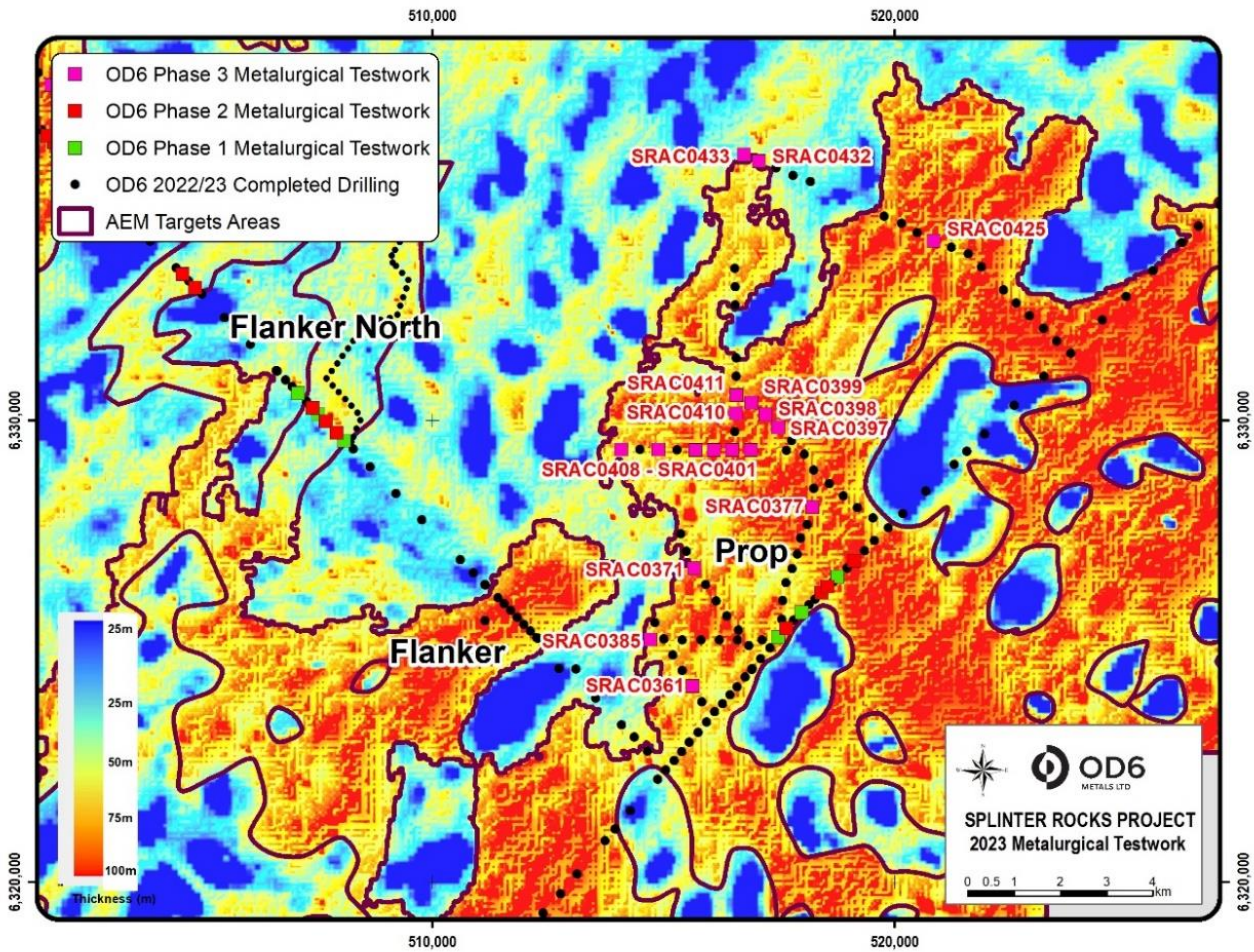 510,000
520,000
OD6 Phase 3 Metalurgical Testwork
OD6 Phase 2 Metalurgical Testwork
OD6 Phase 1 Metalurgical Testwork
OD6 2022/23 Completed Drilling
AEM Targets Areas
SRAC0433
SRAC0432
SRAC0425
Flanker North
SRAC0411
SRAC0399
SRAC0410
SRAC0398
SRAC0397
6,330,000
6,330,000
SRAC0408 - SRAC0401
SRAC0377
Prop
SRAC0371
SRAC0385
Flanker
SRAC0361
25m
25m
50m
75m
100m
Thickness (m)
OD6
METALS LTD
SPLINTER ROCKS PROJECT
2023 Metalurgical Testwork
0 0.5 1 2 3 4
km
6,320,000
6,320,000
510,000
520,000